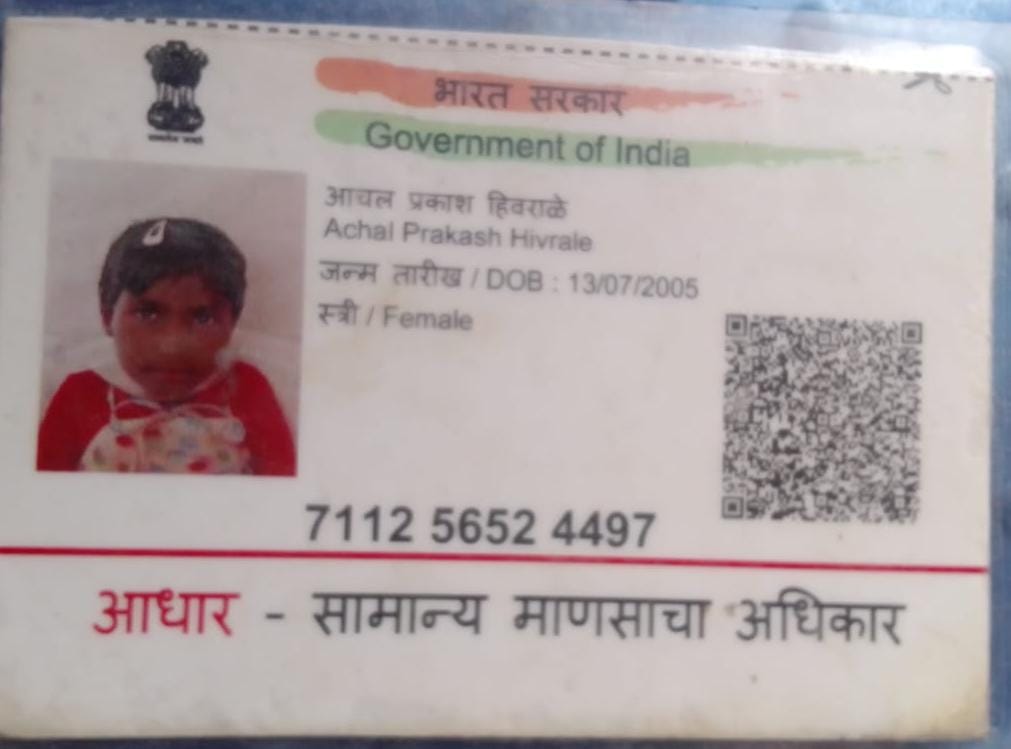 भारत सरकार
Government of India
आचल प्रकाश हिवराळे
Achal Prakash Hivrale
जन्म तारीख / DOB : 13/07/2005
स्त्री / Female
7112 5652 4497
आधार - सामान्य माणसाचा अधिकार